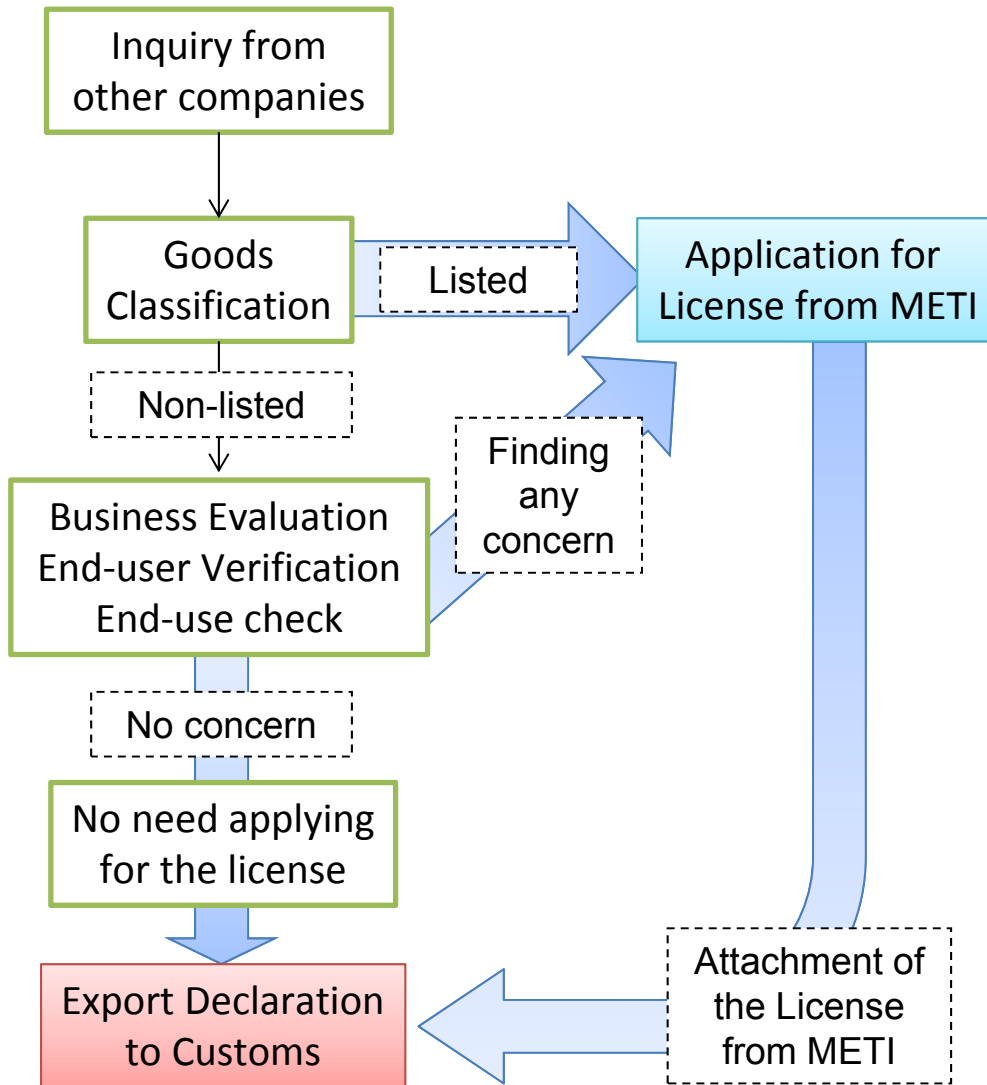 Inquiry from
other companies
Goods
Classification
Listed
Application for
License from METI
Non-listed
Finding
any
concern
Business Evaluation
End-user Verification
End-use check
No concern
No need applying
for the license
Export Declaration
to Customs
Attachment of
the License
from METI